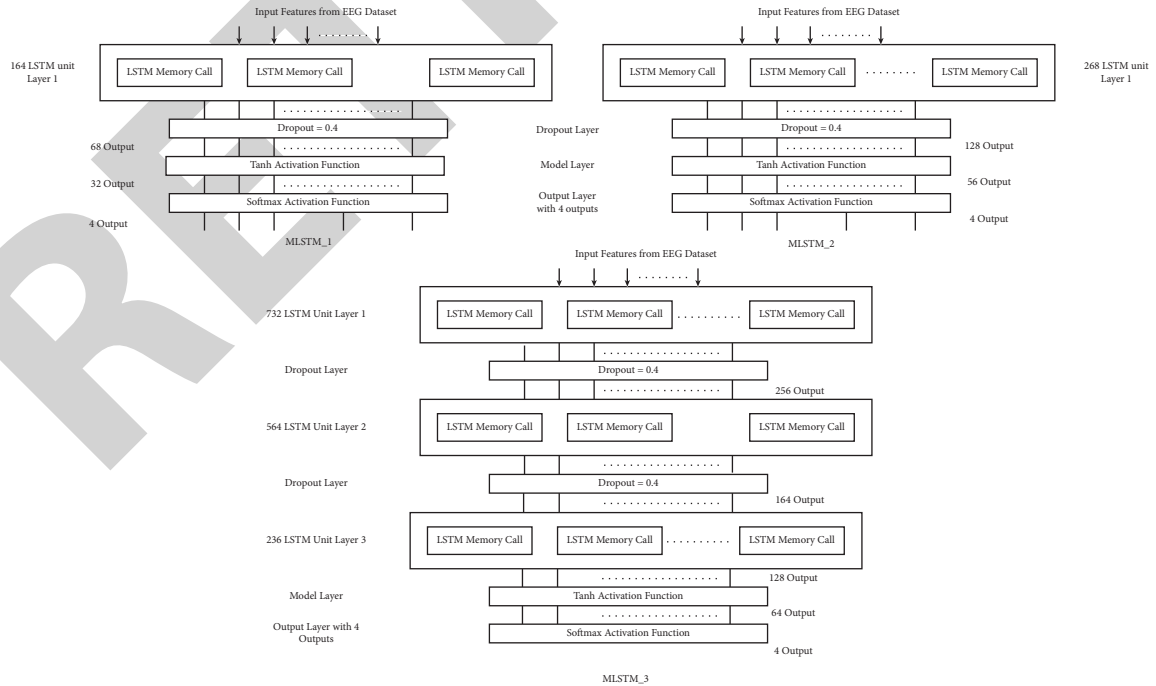 Input Features from EEG Dataset
164 LSTM unit
Layer 1
LSTM Memory Call
LSTM Memory Call
LSTM Memory Call
Dropout = 0.4
68 Output
Tanh Activation Function
32 Output
Softmax Activation Function
4 Output
MLSTM_1
Dropout Layer
Model Layer
Output Layer
with 4 outputs
Input Features from EEG Dataset
268 LSTM unit
Layer 1
LSTM Memory Call
LSTM Memory Call
LSTM Memory Call
Dropout = 0.4
128 Output
Tanh Activation Function
56 Output
Softmax Activation Function
4 Output
MLSTM_2
Input Features from EEG Dataset
732 LSTM Unit Layer 1
LSTM Memory Call
LSTM Memory Call
LSTM Memory Call
Dropout Layer
Dropout = 0.4
256 Output
564 LSTM Unit Layer 2
LSTM Memory Call
LSTM Memory Call
LSTM Memory Call
Dropout Layer
Dropout = 0.4
164 Output
236 LSTM Unit Layer 3
LSTM Memory Call
LSTM Memory Call
LSTM Memory Call
128 Output
Model Layer
Tanh Activation Function
64 Output
Output Layer with 4
Outputs
Softmax Activation Function
4 Output
MLSTM_3